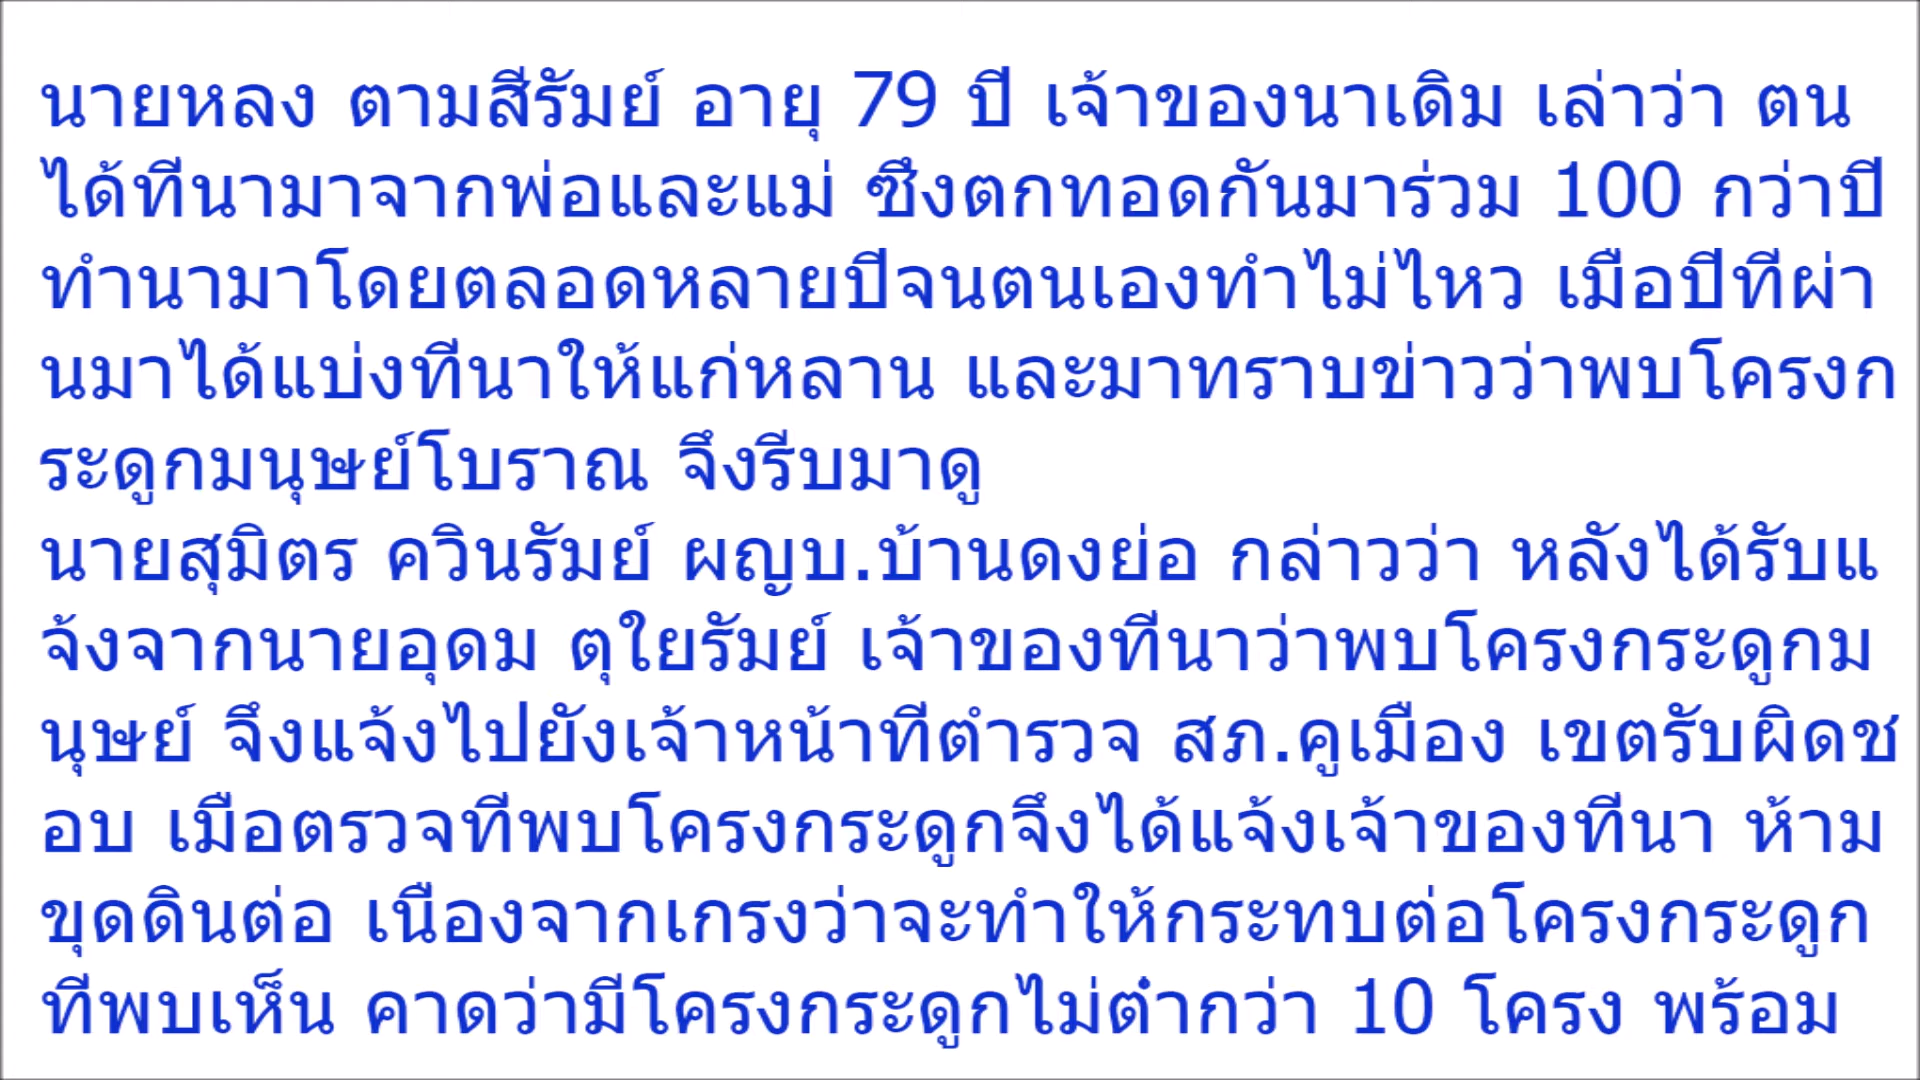 นายหลง ตามสีรัมย์ อายุ 79 ปี เจ้าของนาเดิม เล่าว่า ตน
ได้ที่นามาจากพ่อและแม่ ซึ่งตกทอดกันมาร่วม 100 กว่าปี
ทำนามาโดยตลอดหลายปีจนตนเองทำไม่ไหว เมื่อปีที่ผ่า
นมาได้แบ่งที่นาให้แก่หลาน และมาทราบข่าวว่าพบโครงก
ระดูกมนุษย์โบราณ จึงรีบมาดู
นายสุมิตร ควินรัมย์ ผญบ.บ้านดงย่อ กล่าวว่า หลังได้รับแ
จ้งจากนายอุดม ตุใยรัมย์ เจ้าของที่นาว่าพบโครงกระดูกม
นุษย์ จึงแจ้งไปยังเจ้าหน้าที่ตำรวจ สภ.คูเมือง เขตรับผิดช
อบ เมื่อตรวจที่พบโครงกระดูกจึงได้แจ้งเจ้าของที่นา ห้าม
ขุดดินต่อ เนื่องจากเกรงว่าจะทำให้กระทบต่อโครงกระดูก
ที่พบเห็น คาดว่ามีโครงกระดูกไม่ต่ำกว่า 10 โครง พร้อม